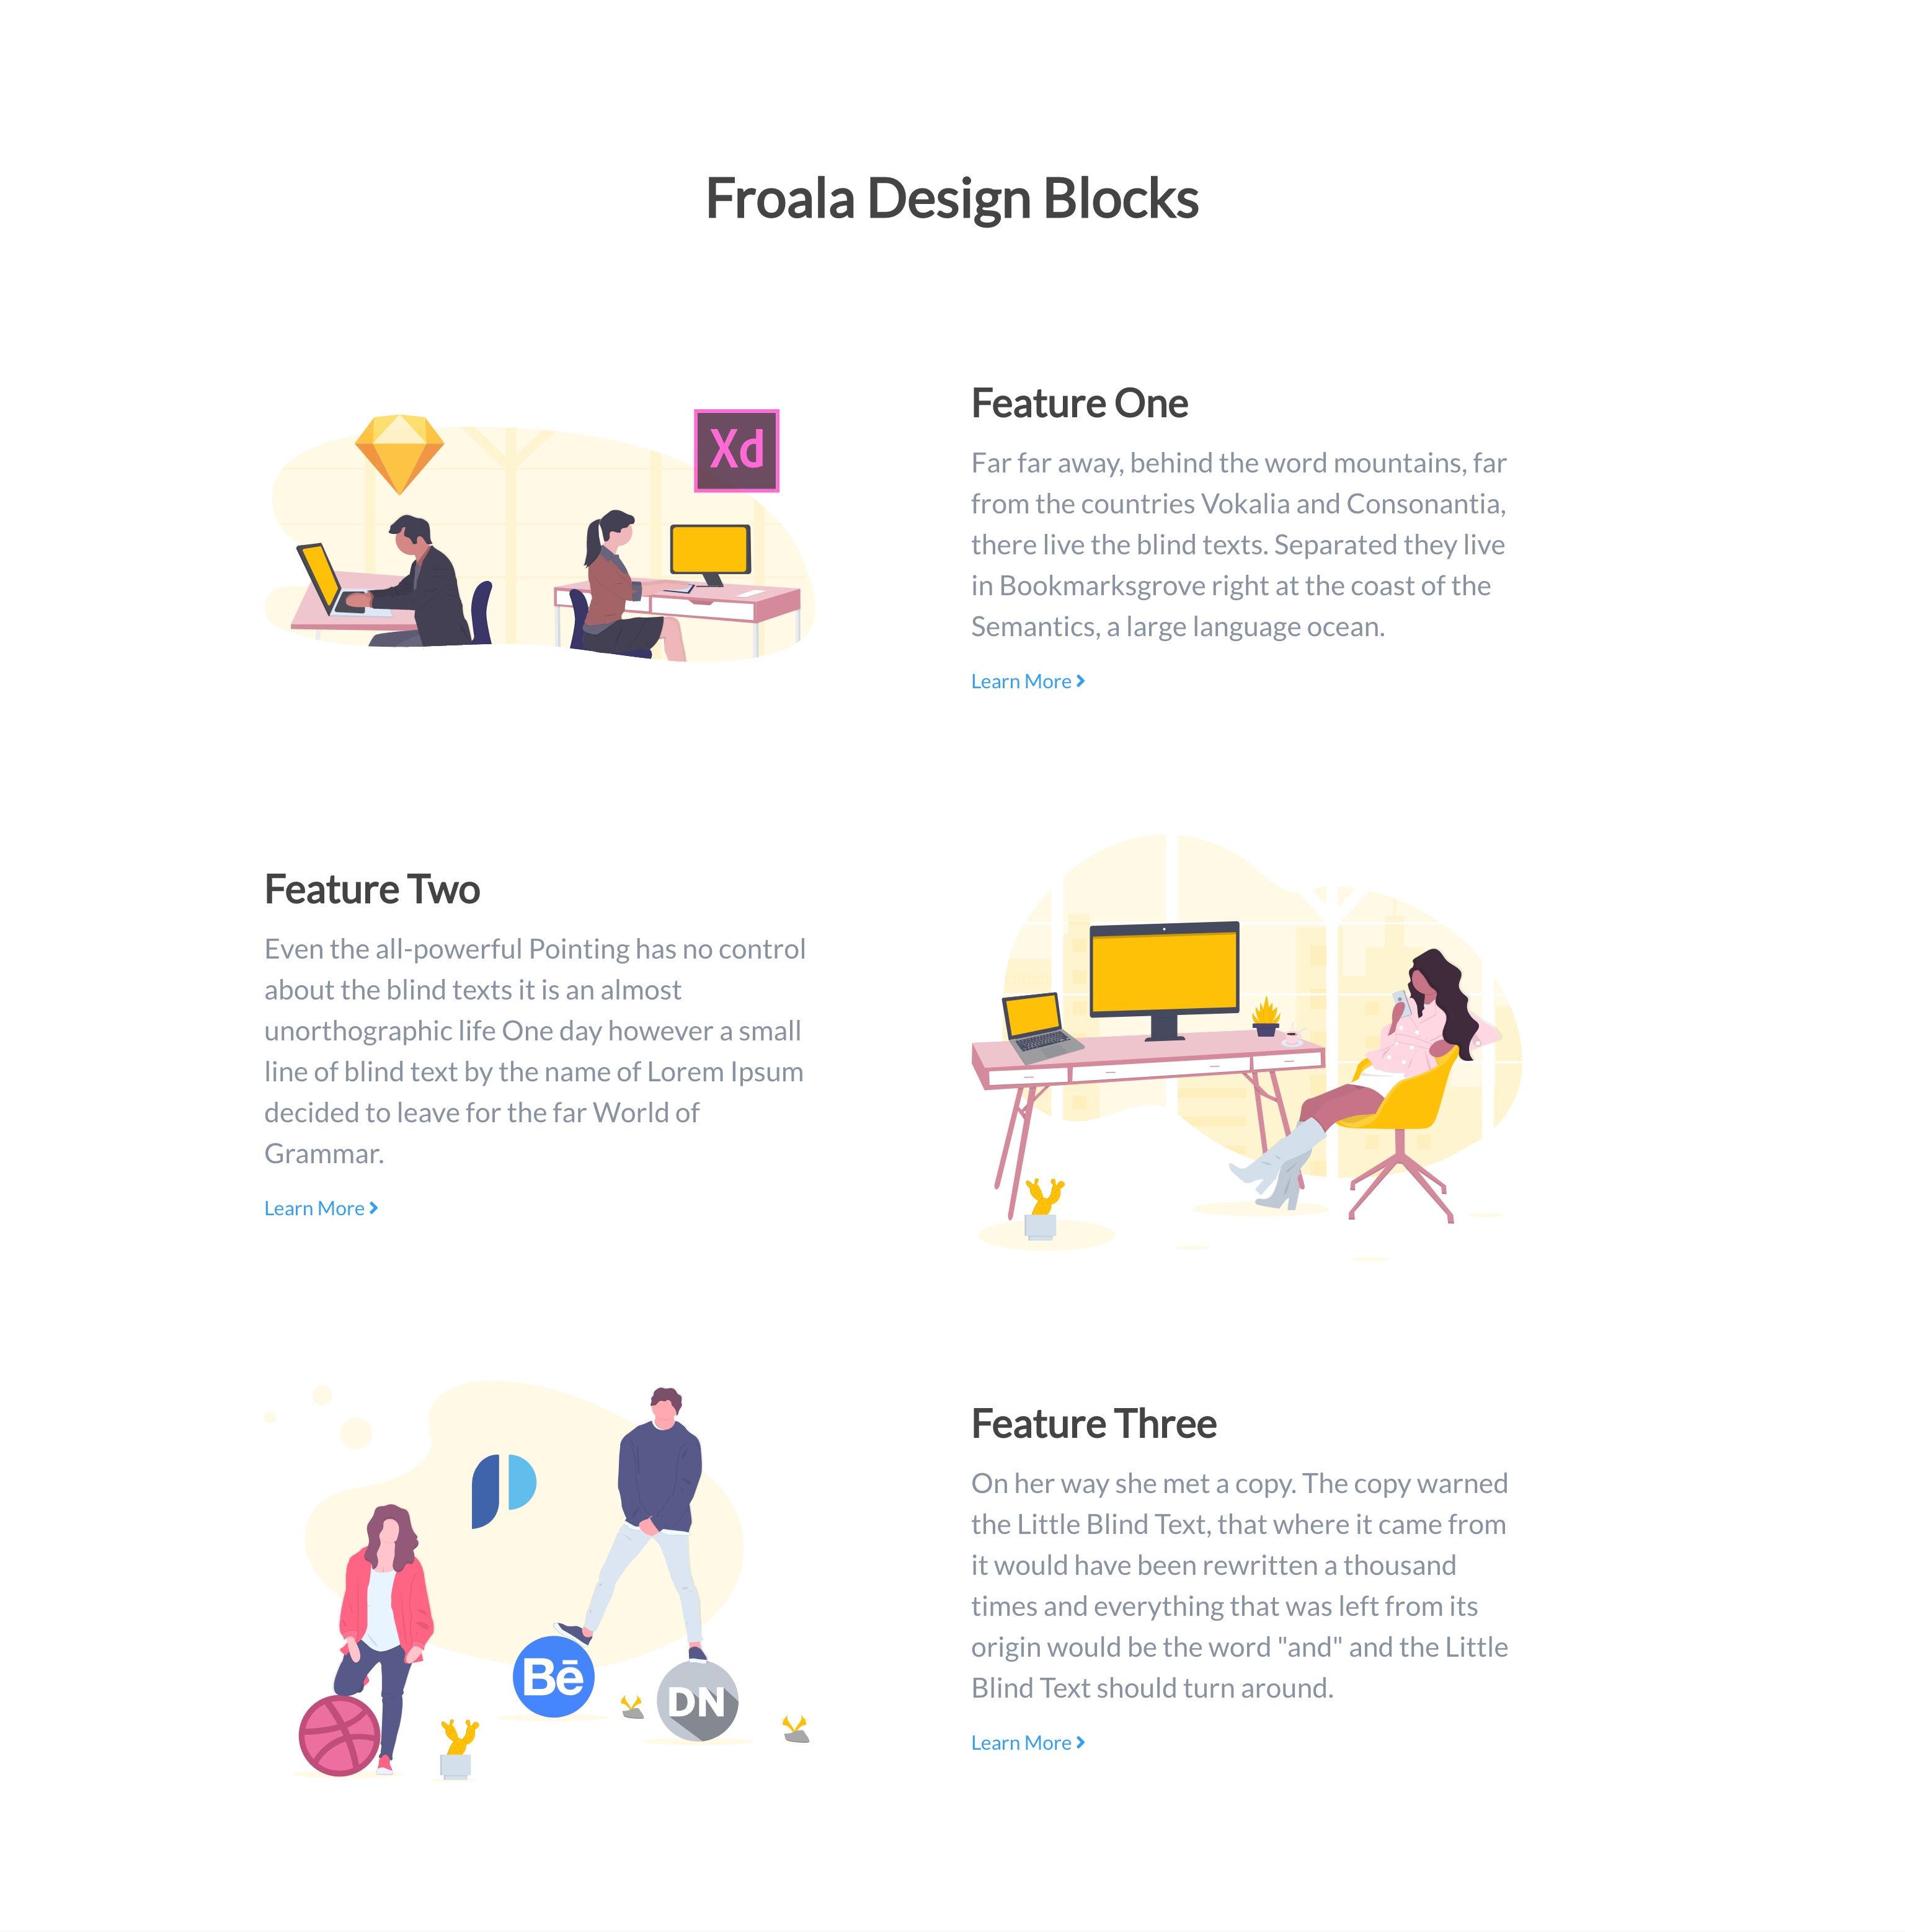 Froala Design Blocks
Xd
Feature One
Far far away, behind the word mountains, far
from the countries Vokalia and Consonantia,
there live the blind texts. Separated they live
in Bookmarksgrove right at the coast of the
Semantics, a large language ocean.
Learn More
Feature Two
Even the all-powerful Pointing has no control
about the blind texts it is an almost
unorthographic life One day however a small
line of blind text by the name of Lorem Ipsum
decided to leave for the far World of
Grammar.
Learn More
Bē
DN
Feature Three
On her way she met a copy. The copy warned
the Little Blind Text, that where it came from
it would have been rewritten a thousand
times and everything that was left from its
origin would be the word "and" and the Little
Blind Text should turn around.
Learn More